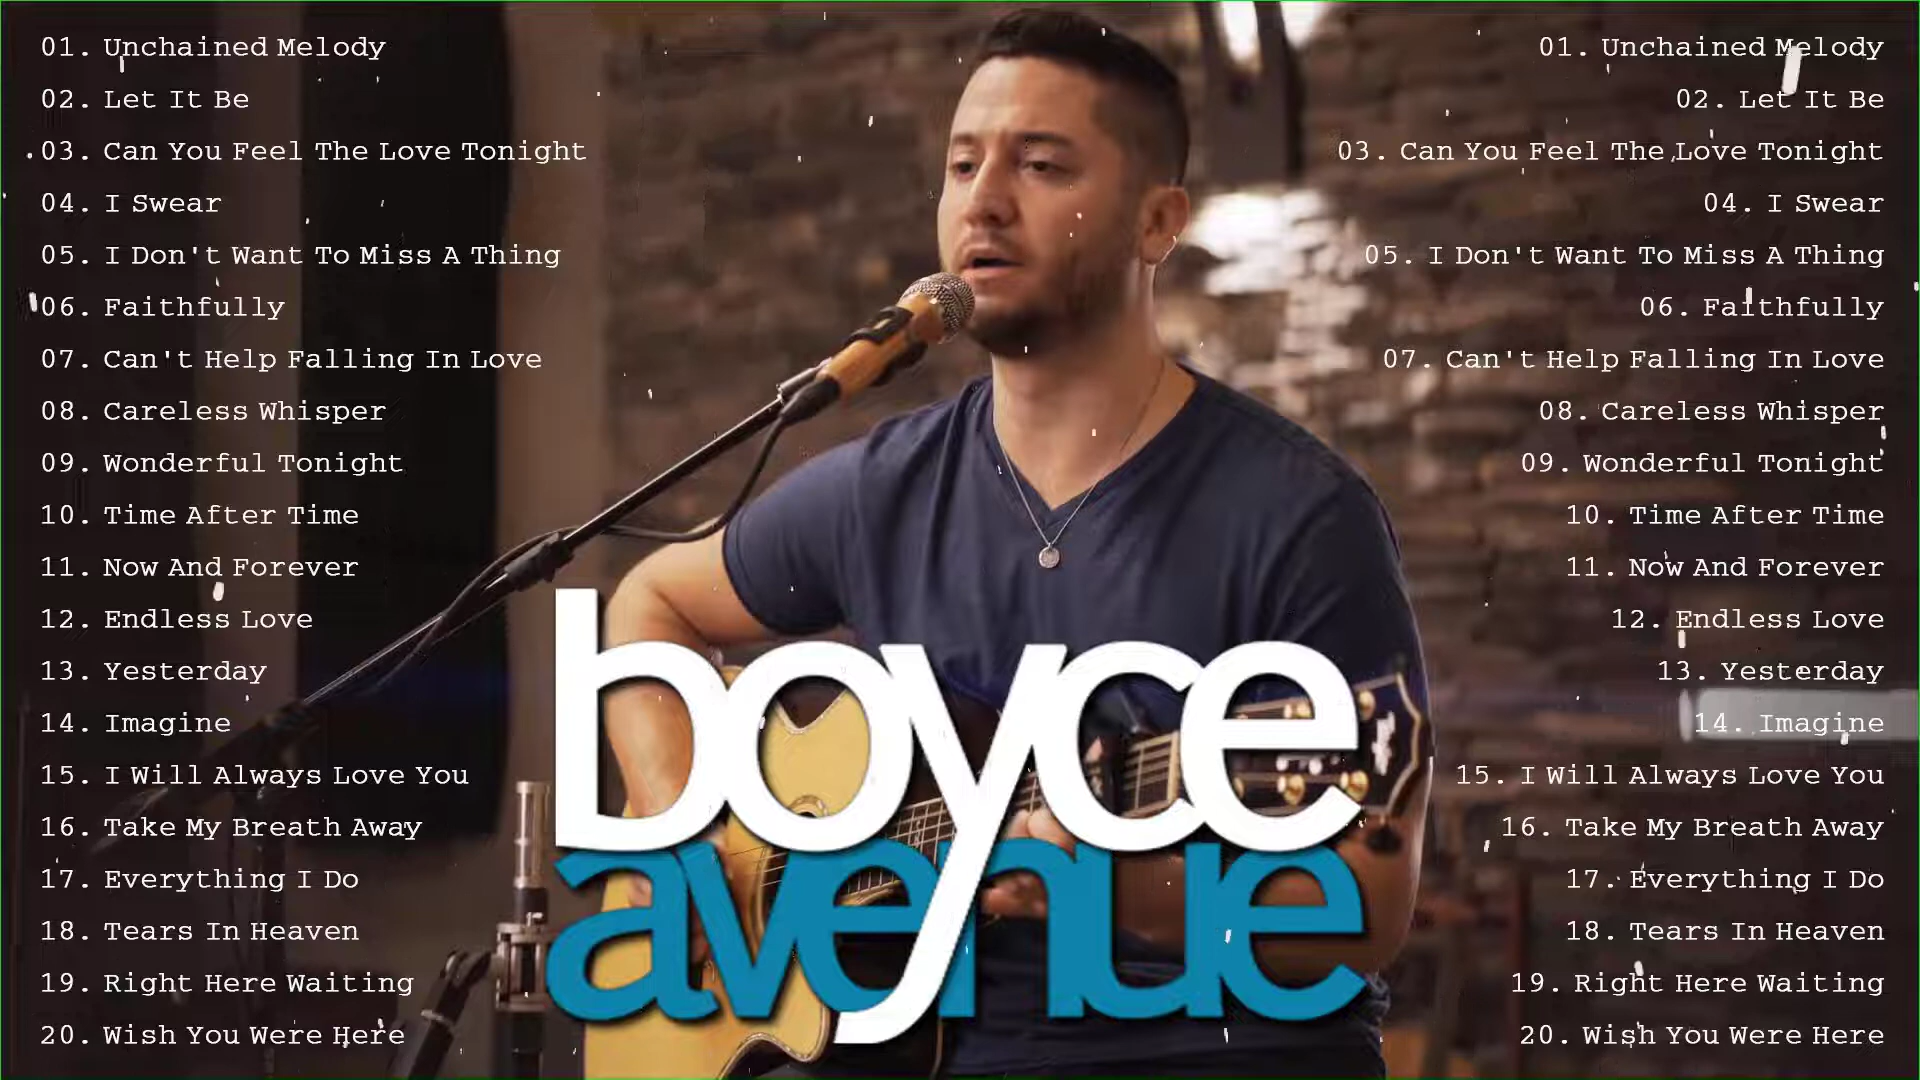 01. Unchained Melody
02. Let It Be
03. Can You Feel The Love Tonight
04. I Swear
05. I Don't Want To Miss A Thing
06. Faithfully
07. Can't Help Falling In Love
08. Careless Whisper
09. Wonderful Tonight
10. Time After Time
11. Now And Forever
12. Endless Love
13. Yesterday
14. Imagine
15. I Will Always Love You
16. Take My Breath Away
17. Everything I Do
18. Tears In Heaven
19. Right Here Waiting
20. Wish You Were Here
boyce
avenue
01. Unchained Melody
02. Let It Be
03. Can You Feel The Love Tonight
04. I Swear
05. I Don't Want To Miss A Thing
06. Faithfully
07. Can't Help Falling In Love
08. Careless Whisper
09. Wonderful Tonight
10. Time After Time
11. Now And Forever
12. Endless Love
13. Yesterday
14. Imagine
15. I Will Always Love You
16. Take My Breath Away
17. Everything I Do
18. Tears In Heaven
19. Right Here Waiting
20. Wish You Were Here